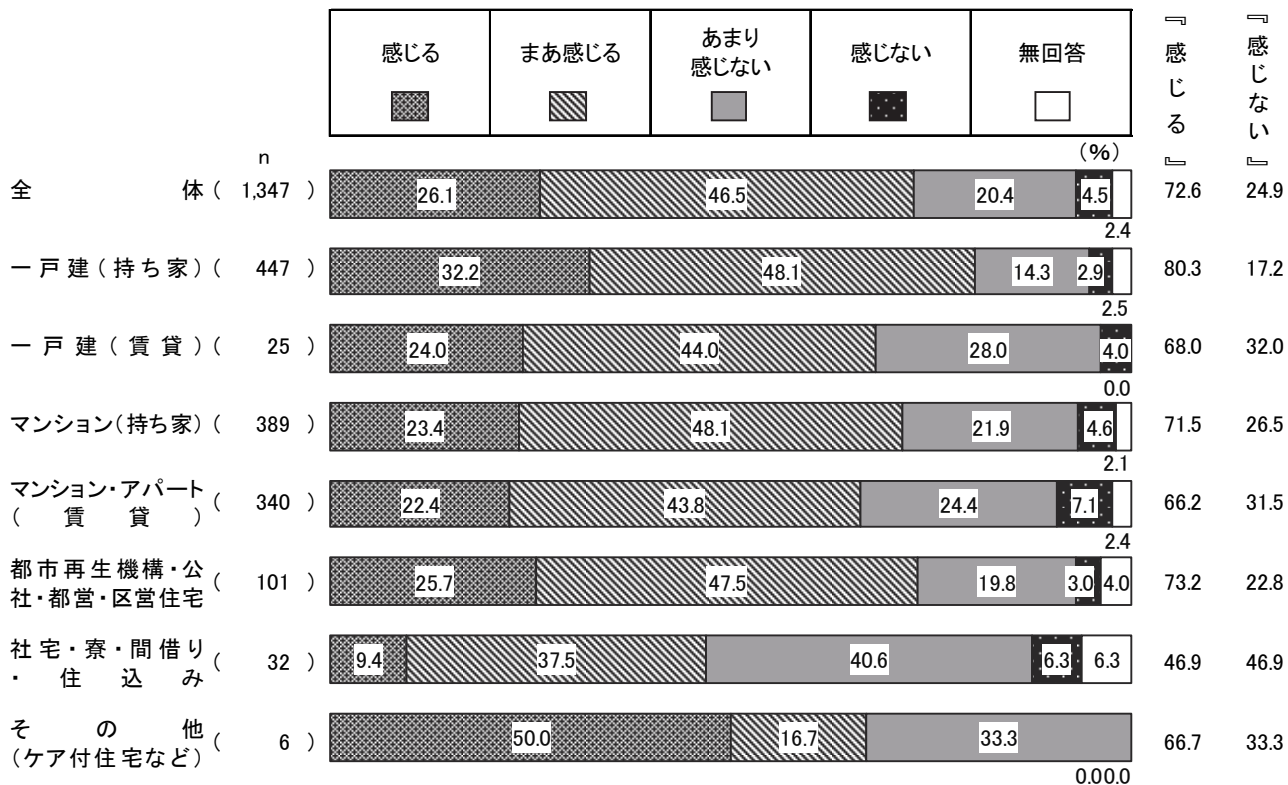 感じる まあ感じる あまり 感じない 無回答
感じない
『感じる』 『感じない』
n (%)
全体( 1,347 ) 26.1 46.5 20.4 4.5 72.6 24.9
2.4
一戸建(持ち家)( 447 ) 32.2 48.1 14.3 2.9 80.3 17.2
2.5
一戸建(賃貸)( 25 ) 24.0 44.0 28.0 4.0 68.0 32.0
0.0
マンション(持ち家)( 389 ) 23.4 48.1 21.9 4.6 71.5 26.5
2.1
マンション・アパート
(賃貸) ( 340 ) 22.4 43.8 24.4 7.1 66.2 31.5
2.4
都市再生機構・公
社・都営・区営住宅 ( 101 ) 25.7 47.5 19.8 3.0 4.0 73.2 22.8
社宅・寮・間借り
・住込み ( 32 ) 9.4 37.5 40.6 6.3 6.3 46.9 46.9
その他
(ケア付住宅など) ( 6 ) 50.0 16.7 33.3 66.7 33.3
0.0 0.0